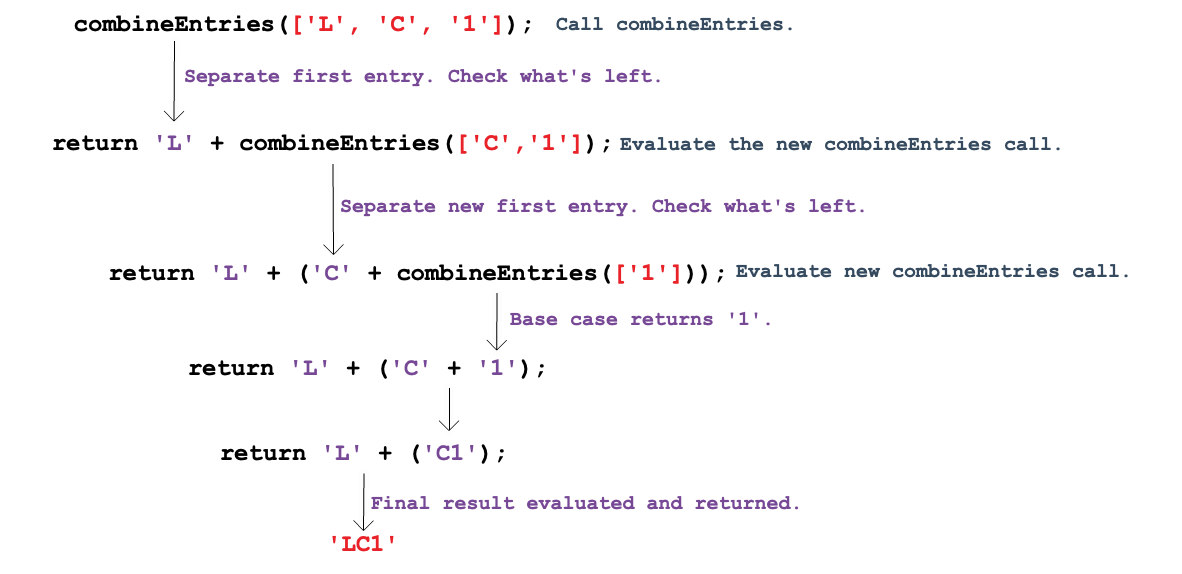 combineEntries(['L', 'C', '1']); Call combineEntries.
Separate first entry. Check what's left.
return 'L' + combineEntries(['C','1']); Evaluate the new combineEntries call.
Separate new first entry. Check what's left.
return 'L' + ('C' + combineEntries(['1'])); Evaluate new combineEntries call.
Base case returns '1'.
return 'L' + ('C' + '1');
return 'L' + ('C1');
Final result evaluated and returned.
'LC1'